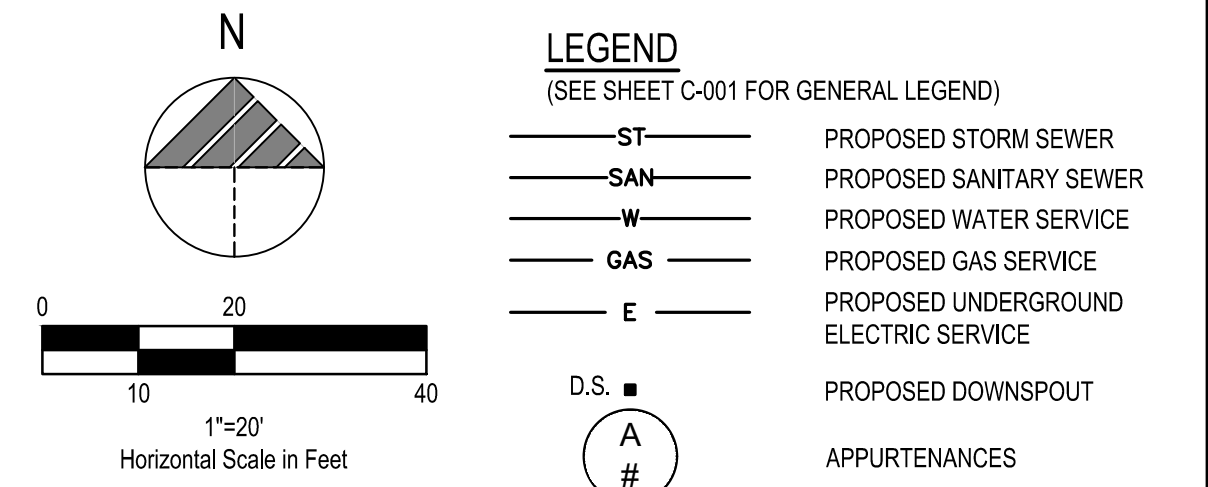 N
0 20
10 40
1"=20'
Horizontal Scale in Feet
LEGEND
(SEE SHEET C-001 FOR GENERAL LEGEND)
ST PROPOSED STORM SEWER
SAN PROPOSED SANITARY SEWER
W PROPOSED WATER SERVICE
GAS PROPOSED GAS SERVICE
E PROPOSED UNDERGROUND
ELECTRIC SERVICE
D.S. PROPOSED DOWNSPOUT
A
# APPURTENANCES